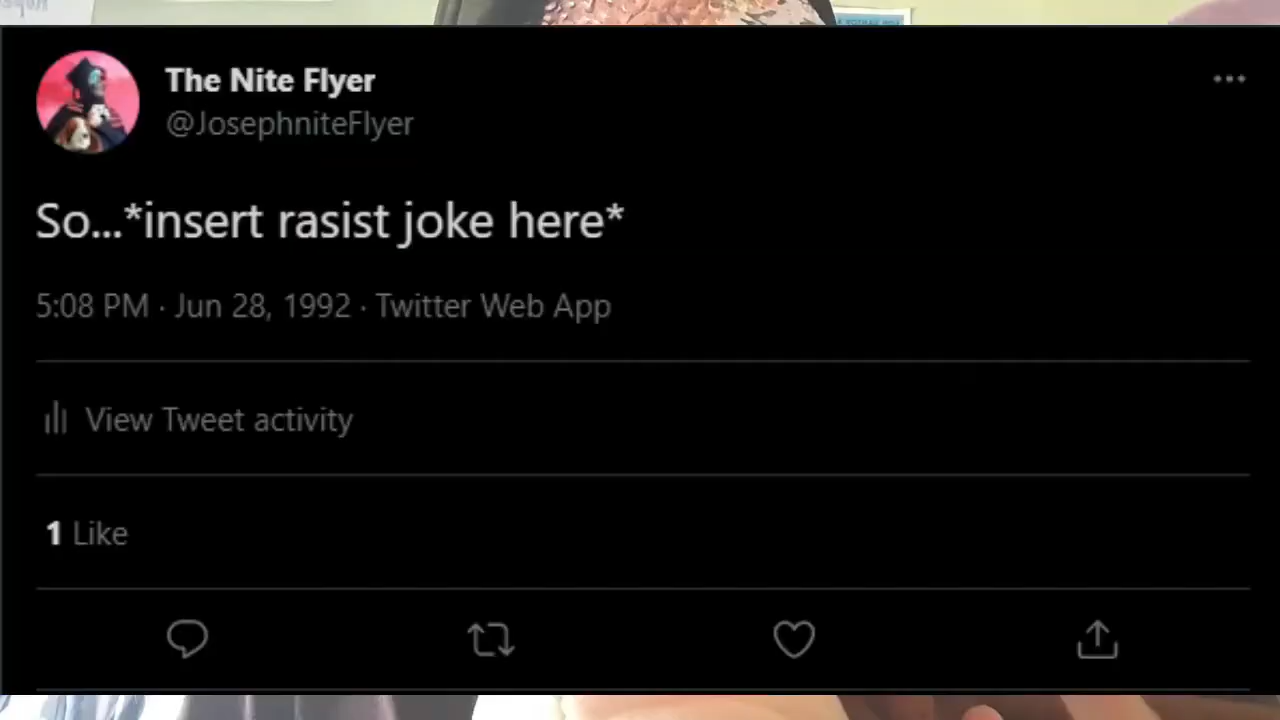 The Nite Flyer
@JosephniteFlyer
So...*insert rasist joke here*
5:08 PM · Jun 28, 1992 · Twitter Web App
View Tweet activity
1 Like